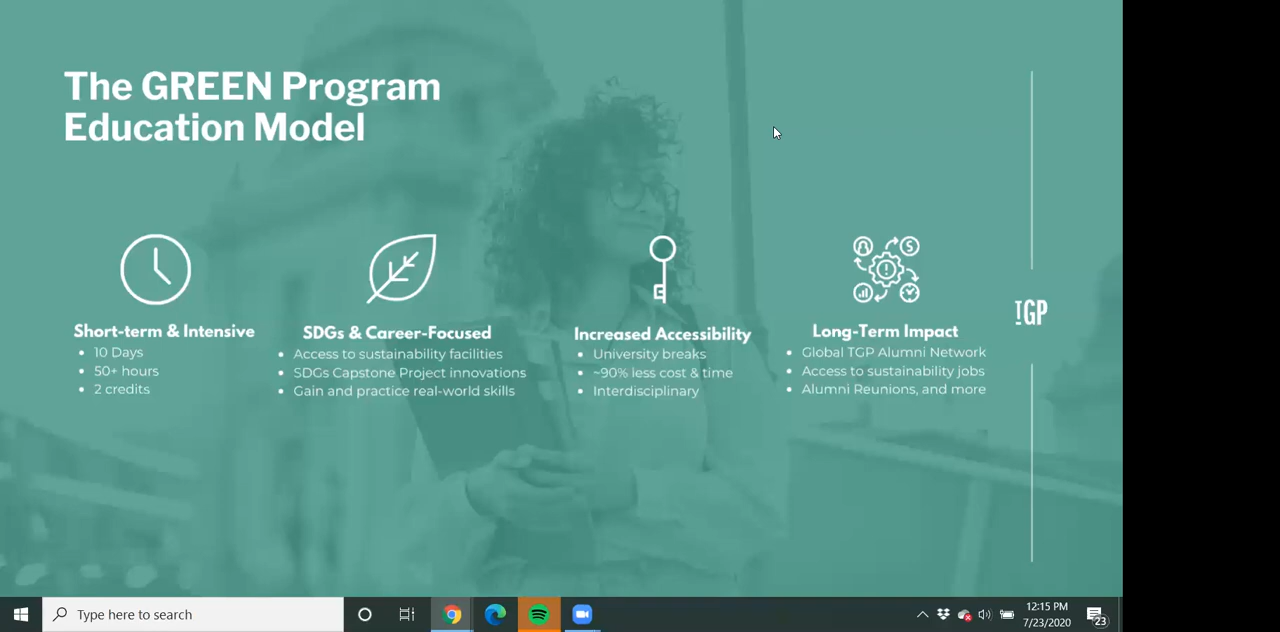 The GREEN Program
Education Model
Short-term & Intensive
10 Days
50+ hours
2 credits
SDGs & Career-Focused
Access to sustainability facilities
SDGs Capstone Project innovations
Gain and practice real-world skills
Increased Accessibility
University breaks
~90% less cost & time
Interdisciplinary
Long-Term Impact
Global TGP Alumni Network
Access to sustainability jobs
Alumni Reunions, and more
TGP
Type here to search
12:15 PM
7/23/2020
23